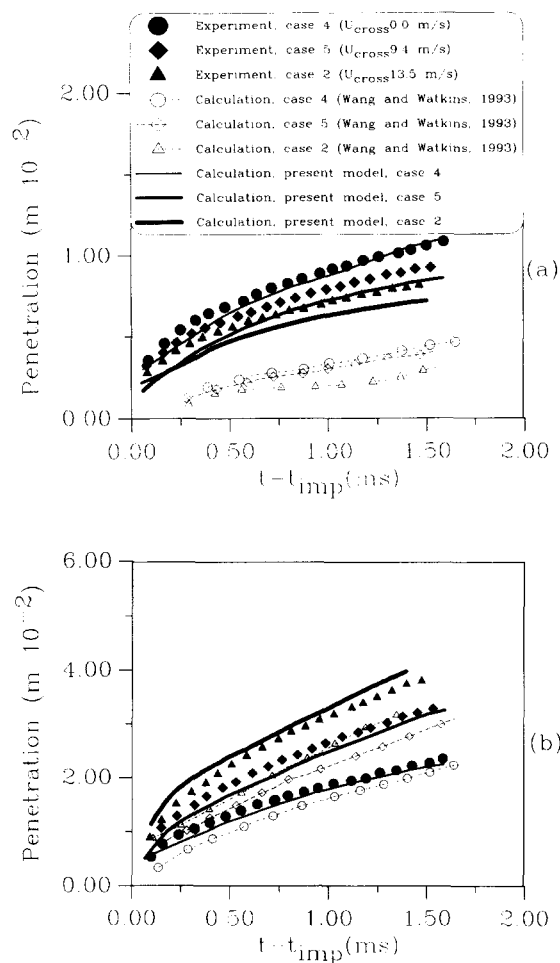 Experiment, case 4 (Ucross0.0 m/s)
Experiment, case 5 (Ucross9.4 m/s)
Experiment, case 2 (Ucross13.5 m/s)
Calculation, case 4 (Wang and Watkins, 1993)
Calculation, case 5 (Wang and Watkins, 1993)
Calculation, case 2 (Wang and Watkins, 1993)
Calculation, present model, case 4
Calculation, present model, case 5
Calculation, present model, case 2
2.00
1.00
0.00
Penetration (m 10⁻²)
(a)
0.00 0.50 1.00 1.50 2.00
t-timp(ms)
6.00
4.00
2.00
0.00
Penetration (m 10⁻²)
(b)
0.00 0.50 1.00 1.50 2.00
t-timp(ms)